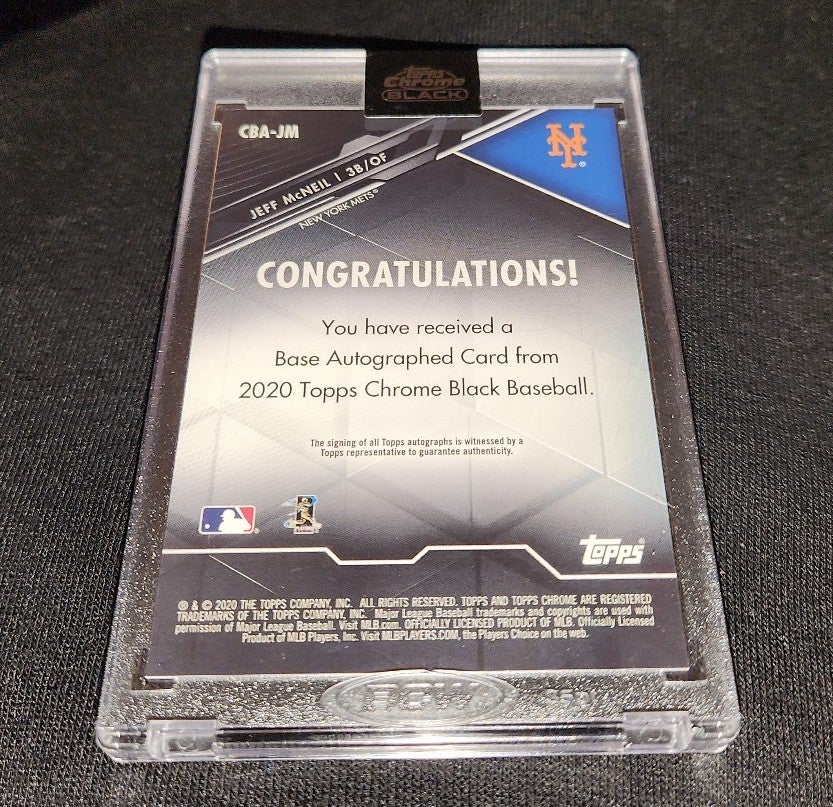 Topps
Chrome
BLACK
CBA-JM
JEFF McNEIL | 3B/OF
NEW YORK METS®
NY
CONGRATULATIONS!
You have received a
Base Autographed Card from
2020 Topps Chrome Black Baseball.
The signing of all Topps autographs is witnessed by a
Topps representative to guarantee authenticity.
topps®
® & © 2020 THE TOPPS COMPANY, INC. ALL RIGHTS RESERVED. TOPPS AND TOPPS CHROME ARE REGISTERED
TRADEMARKS OF THE TOPPS COMPANY, INC. Major League Baseball trademarks and copyrights are used with
permission of Major League Baseball. Visit MLB.com. OFFICIALLY LICENSED PRODUCT OF MLB. Officially Licensed
Product of MLB Players, Inc. Visit MLBPLAYERS.COM, the Players Choice on the web.
BCW